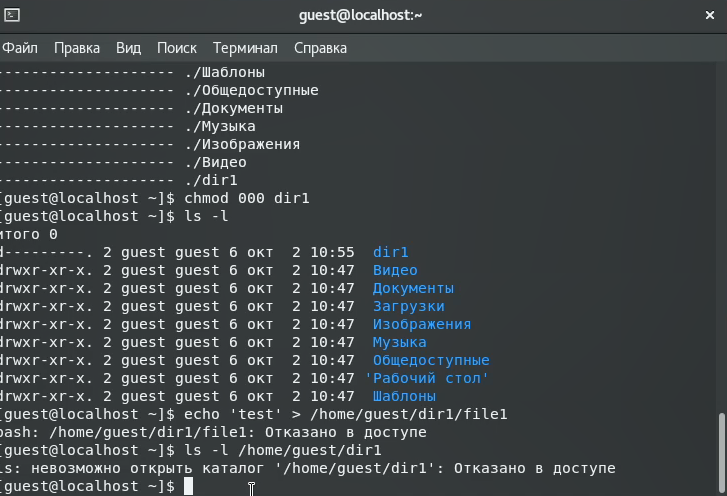 guest@localhost:~
Файл Правка Вид Поиск Терминал Справка
-------------------- ./Шаблоны
-------------------- ./Общедоступные
-------------------- ./Документы
-------------------- ./Музыка
-------------------- ./Изображения
-------------------- ./Видео
-------------------- ./dir1
[guest@localhost ~]$ chmod 000 dir1
[guest@localhost ~]$ ls -l
итого 0
d---------. 2 guest guest 6 окт  2 10:55  dir1
drwxr-xr-x. 2 guest guest 6 окт  2 10:47  Видео
drwxr-xr-x. 2 guest guest 6 окт  2 10:47  Документы
drwxr-xr-x. 2 guest guest 6 окт  2 10:47  Загрузки
drwxr-xr-x. 2 guest guest 6 окт  2 10:47  Изображения
drwxr-xr-x. 2 guest guest 6 окт  2 10:47  Музыка
drwxr-xr-x. 2 guest guest 6 окт  2 10:47  Общедоступные
drwxr-xr-x. 2 guest guest 6 окт  2 10:47 'Рабочий стол'
drwxr-xr-x. 2 guest guest 6 окт  2 10:47  Шаблоны
[guest@localhost ~]$ echo 'test' > /home/guest/dir1/file1
bash: /home/guest/dir1/file1: Отказано в доступе
[guest@localhost ~]$ ls -l /home/guest/dir1
ls: невозможно открыть каталог '/home/guest/dir1': Отказано в доступе
[guest@localhost ~]$